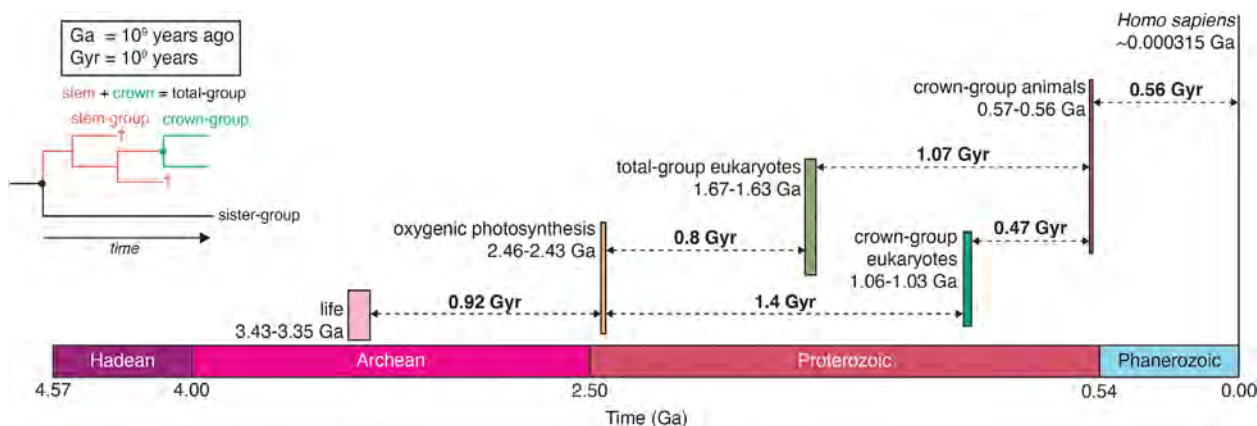 Ga = 10⁹ years ago
Gyr = 10⁹ years
stem + crown = total-group
stem-group crown-group
†
†
sister-group
time
Homo sapiens
~0.000315 Ga
crown-group animals
0.57-0.56 Ga
0.56 Gyr
total-group eukaryotes
1.67-1.63 Ga
1.07 Gyr
oxygenic photosynthesis
2.46-2.43 Ga
0.8 Gyr
crown-group
eukaryotes
1.06-1.03 Ga
0.47 Gyr
life
3.43-3.35 Ga
0.92 Gyr
1.4 Gyr
Hadean Archean Proterozoic Phanerozoic
4.57 4.00 2.50 0.54 0.00
Time (Ga)